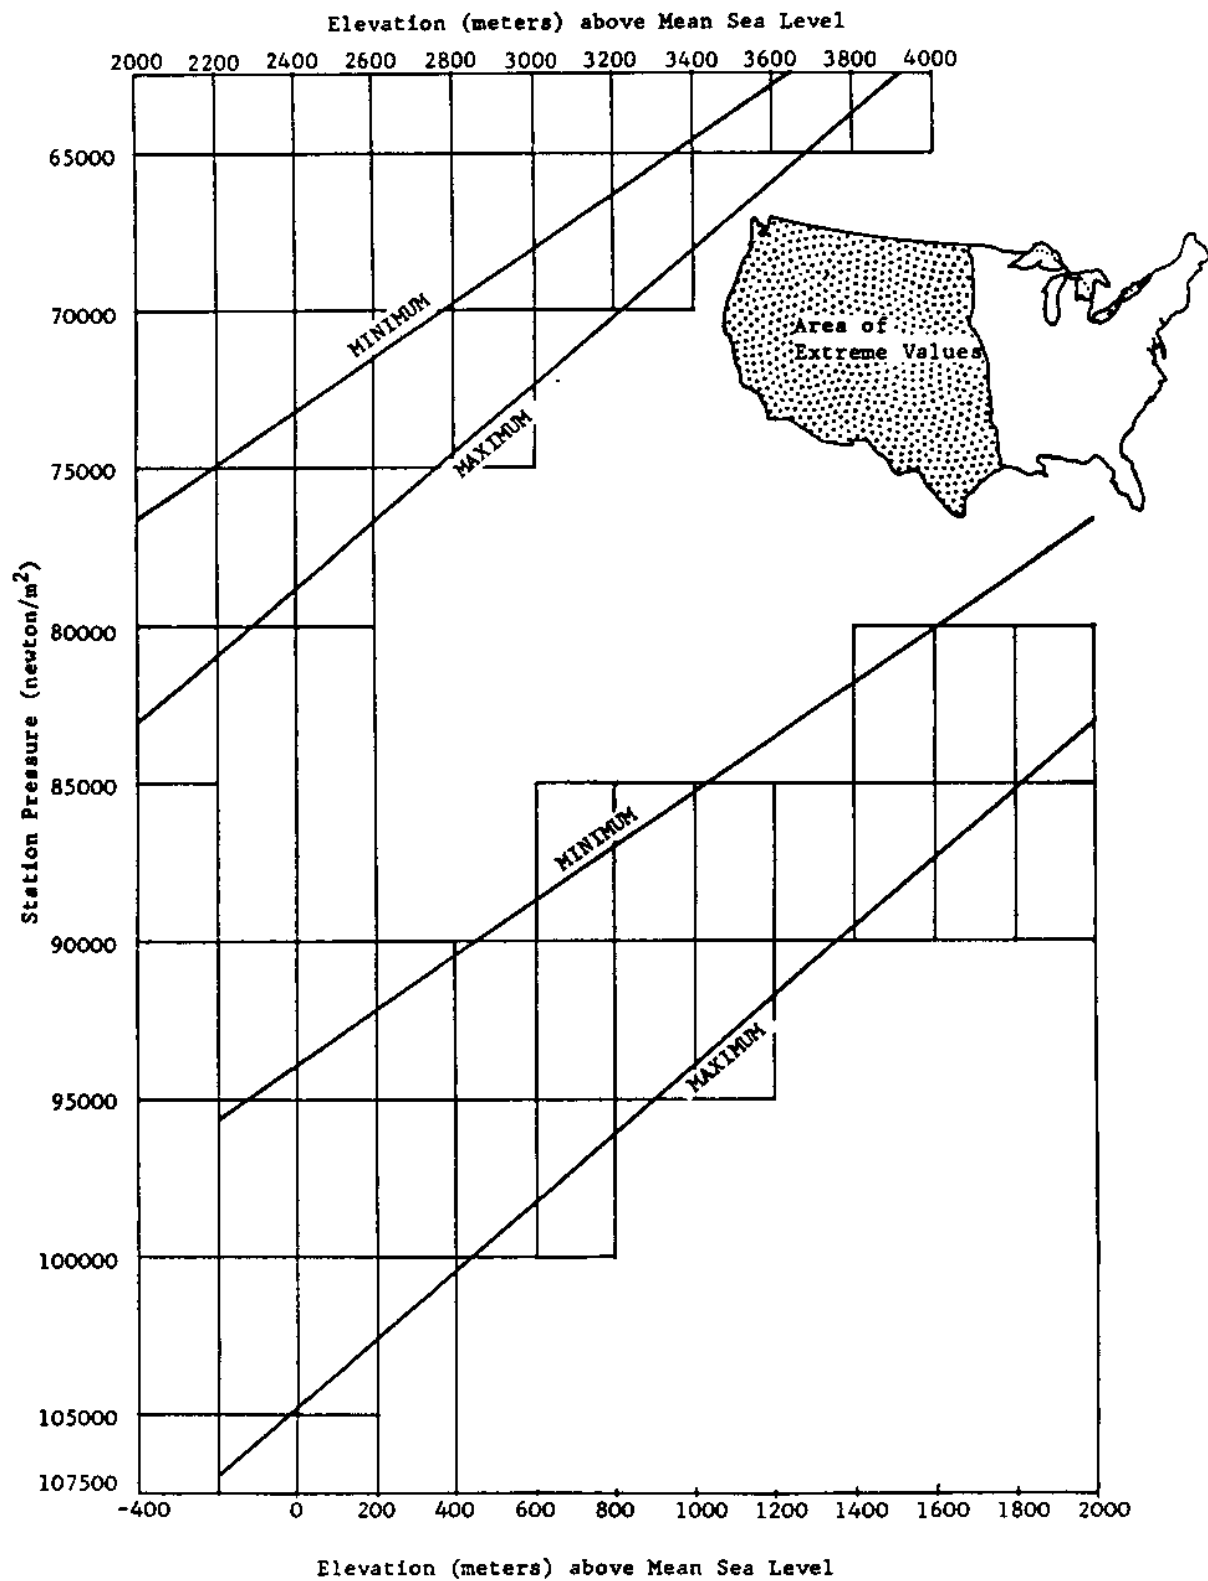 Elevation (meters) above Mean Sea Level
2000 2200 2400 2600 2800 3000 3200 3400 3600 3800 4000
65000
70000
75000
80000
85000
90000
95000
100000
105000
107500
Station Pressure (newton/m²)
MINIMUM
MAXIMUM
Area of
Extreme Values
MINIMUM
MAXIMUM
-400 0 200 400 600 800 1000 1200 1400 1600 1800 2000
Elevation (meters) above Mean Sea Level